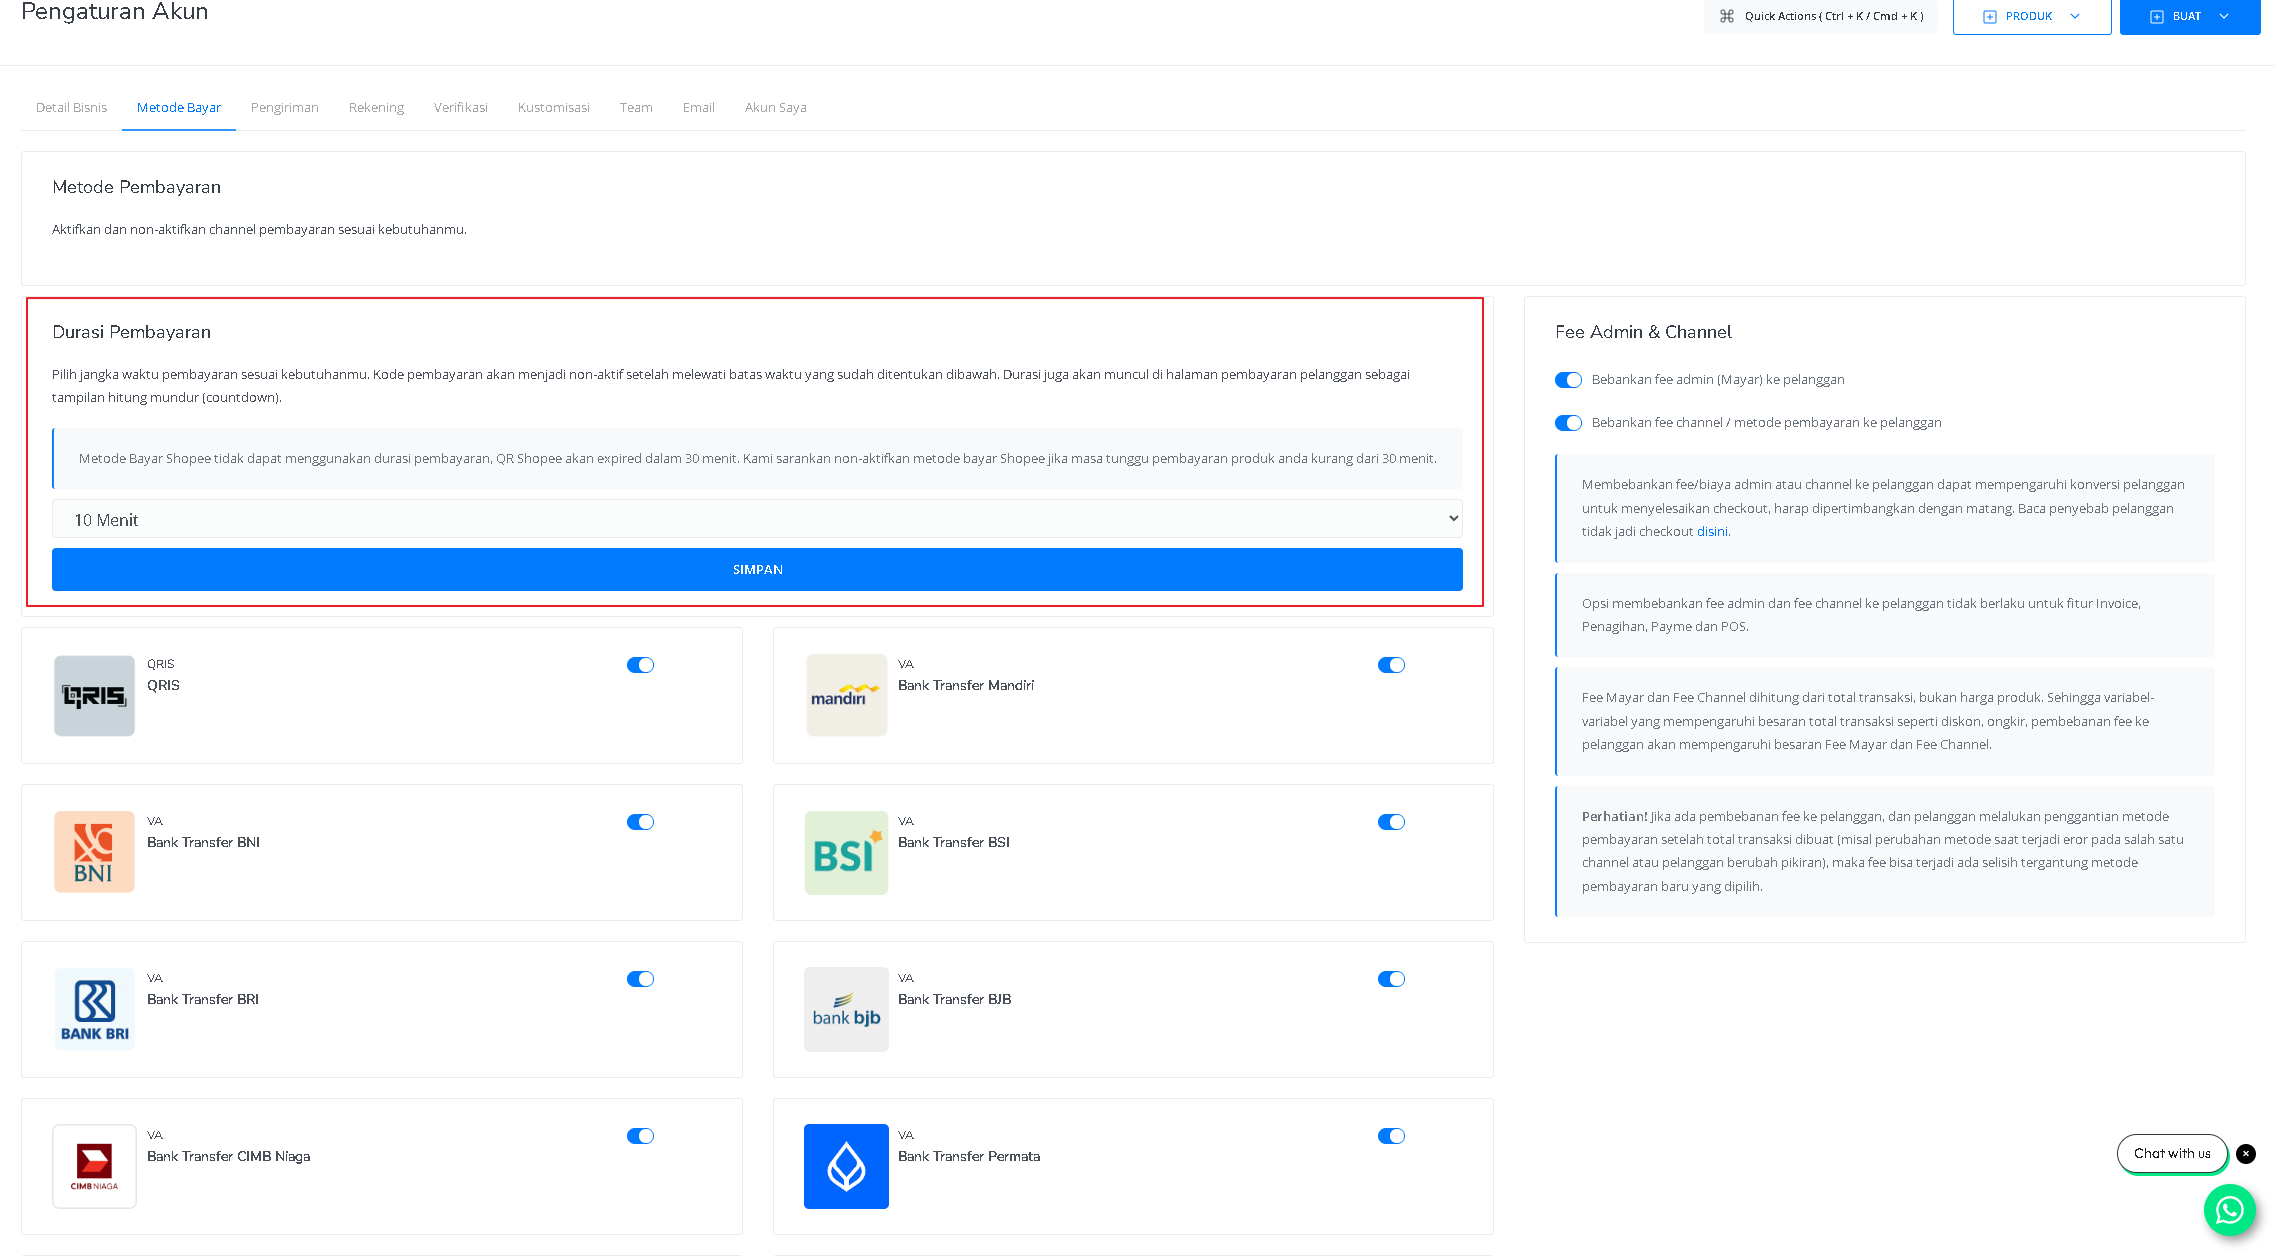 Pengaturan Akun
Quick Actions ( Ctrl + K / Cmd + K )
PRODUK
BUAT
Detail Bisnis
Metode Bayar
Pengiriman
Rekening
Verifikasi
Kustomisasi
Team
Email
Akun Saya
Metode Pembayaran
Aktifkan dan non-aktifkan channel pembayaran sesuai kebutuhanmu.
Durasi Pembayaran
Pilih jangka waktu pembayaran sesuai kebutuhanmu. Kode pembayaran akan menjadi non-aktif setelah melewati batas waktu yang sudah ditentukan dibawah. Durasi juga akan muncul di halaman pembayaran pelanggan sebagai
tampilan hitung mundur (countdown).
Metode Bayar Shopee tidak dapat menggunakan durasi pembayaran, QR Shopee akan expired dalam 30 menit. Kami sarankan non-aktifkan metode bayar Shopee jika masa tunggu pembayaran produk anda kurang dari 30 menit.
10 Menit
SIMPAN
Fee Admin & Channel
Bebankan fee admin (Mayar) ke pelanggan
Bebankan fee channel / metode pembayaran ke pelanggan
Membebankan fee/biaya admin atau channel ke pelanggan dapat mempengaruhi konversi pelanggan
untuk menyelesaikan checkout, harap dipertimbangkan dengan matang. Baca penyebab pelanggan
tidak jadi checkout disini.
Opsi membebankan fee admin dan fee channel ke pelanggan tidak berlaku untuk fitur Invoice,
Penagihan, Payme dan POS.
Fee Mayar dan Fee Channel dihitung dari total transaksi, bukan harga produk. Sehingga variabel-
variabel yang mempengaruhi besaran total transaksi seperti diskon, ongkir, pembebanan fee ke
pelanggan akan mempengaruhi besaran Fee Mayar dan Fee Channel.
Perhatian! Jika ada pembebanan fee ke pelanggan, dan pelanggan melalukan penggantian metode
pembayaran setelah total transaksi dibuat (misal perubahan metode saat terjadi eror pada salah satu
channel atau pelanggan berubah pikiran), maka fee bisa terjadi ada selisih tergantung metode
pembayaran baru yang dipilih.
QRIS
QRIS
QRIS
mandiri
VA
Bank Transfer Mandiri
BNI
VA
Bank Transfer BNI
BSI
VA
Bank Transfer BSI
BANK BRI
VA
Bank Transfer BRI
bank bjb
VA
Bank Transfer BJB
CIMB NIAGA
VA
Bank Transfer CIMB Niaga
VA
Bank Transfer Permata
Chat with us